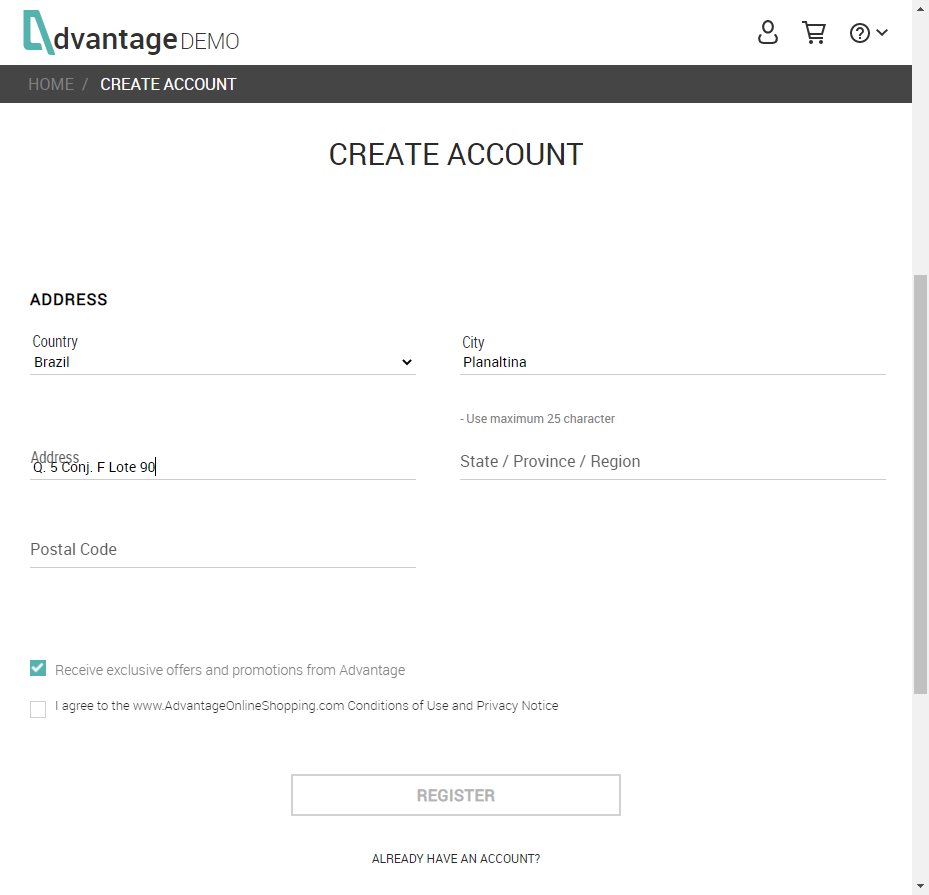 dvantage DEMO
HOME / CREATE ACCOUNT
CREATE ACCOUNT
ADDRESS
Country
Brazil
City
Planaltina
- Use maximum 25 character
Address
Q. 5 Conj. F Lote 90
State / Province / Region
Postal Code
Receive exclusive offers and promotions from Advantage
I agree to the www.AdvantageOnlineShopping.com Conditions of Use and Privacy Notice
REGISTER
ALREADY HAVE AN ACCOUNT?